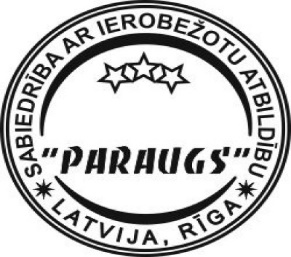 SABIEDRĪBA AR IEROBEŽOTU ATBILDĪBU
"PARAUGS"
LATVIJA, RĪGA